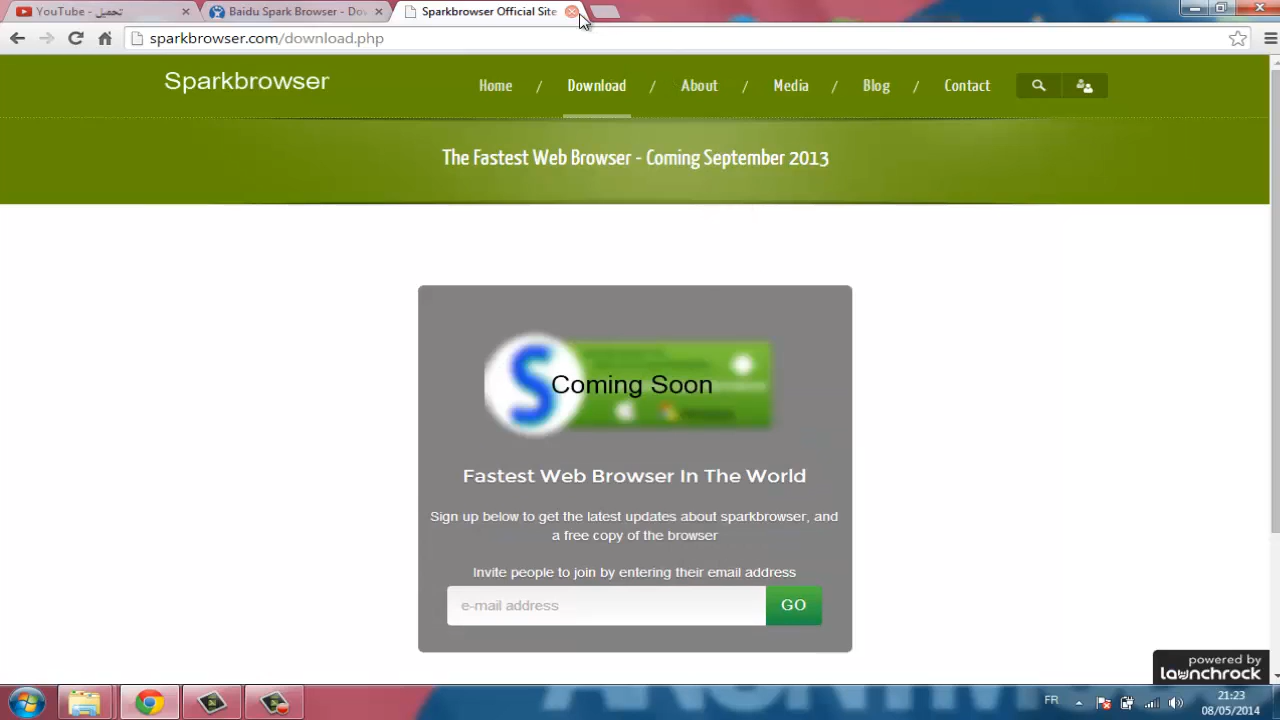 YouTube - تحميل
Baidu Spark Browser - Dov
Sparkbrowser Official Site
sparkbrowser.com/download.php
Sparkbrowser
Home / Download / About / Media / Blog / Contact
The Fastest Web Browser - Coming September 2013
Coming Soon
Fastest Web Browser In The World
Sign up below to get the latest updates about sparkbrowser, and
a free copy of the browser
Invite people to join by entering their email address
e-mail address
GO
powered by
launchrock
FR
21:23
08/05/2014